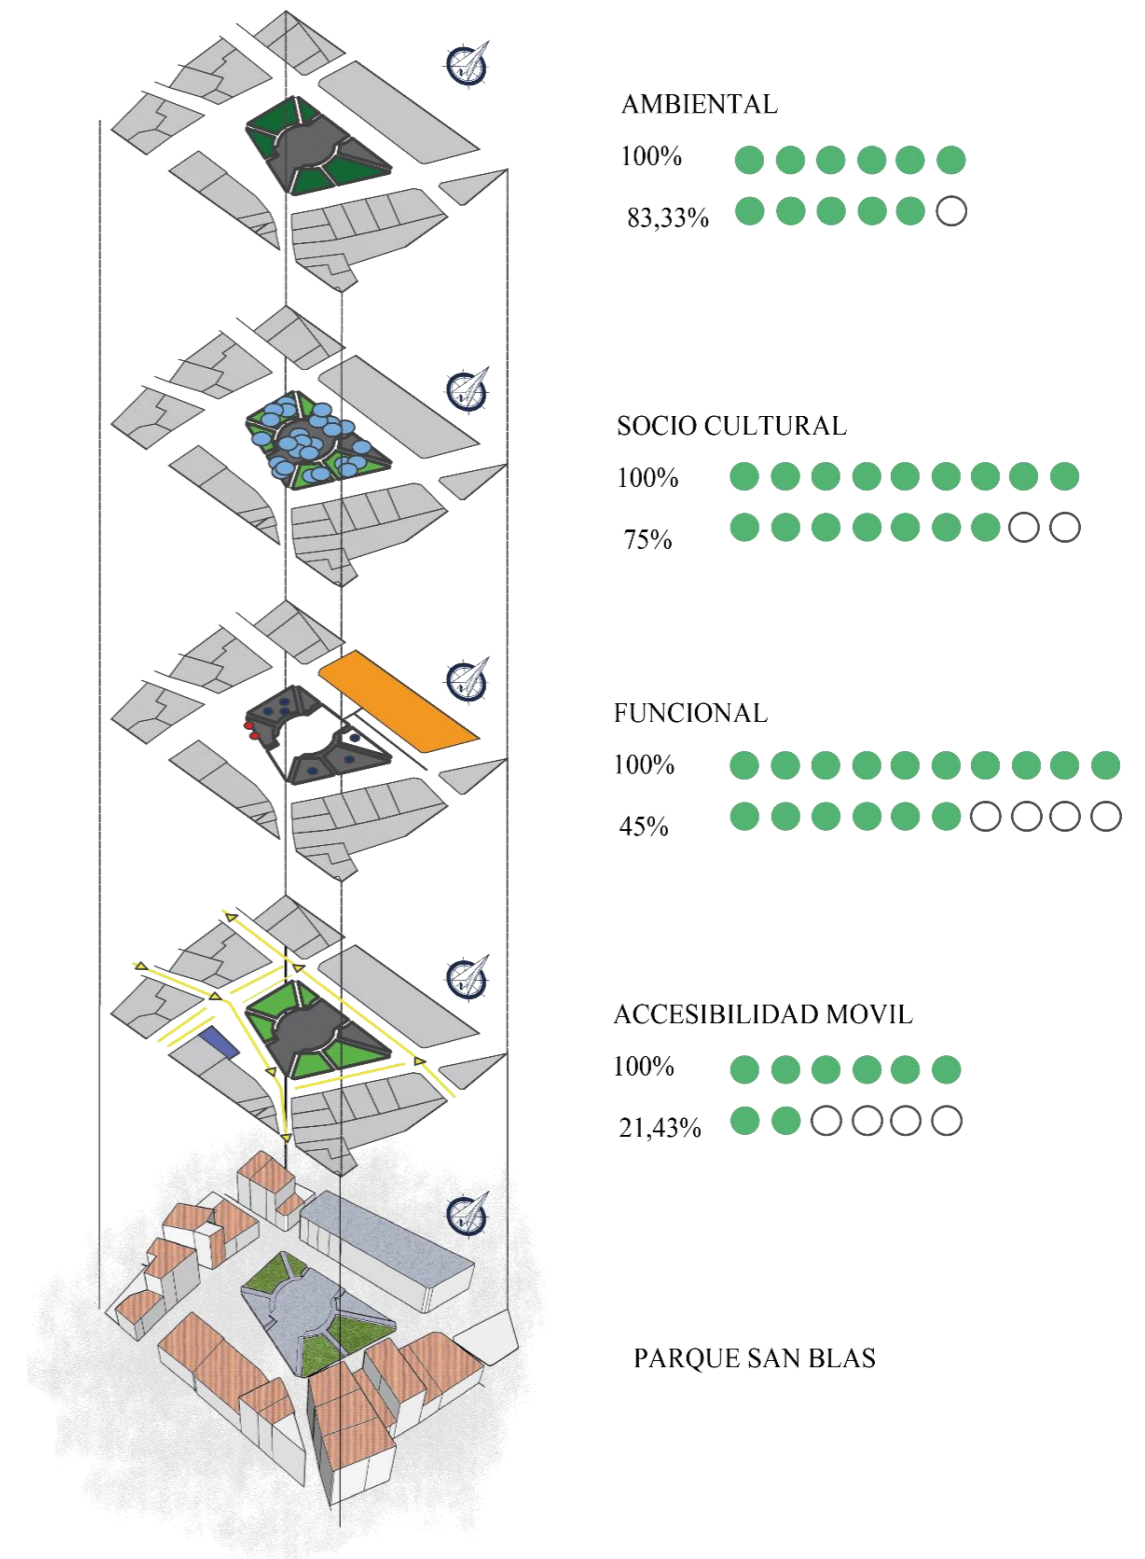 AMBIENTAL
100%
83,33%
SOCIO CULTURAL
100%
75%
FUNCIONAL
100%
45%
ACCESIBILIDAD MOVIL
100%
21,43%
PARQUE SAN BLAS